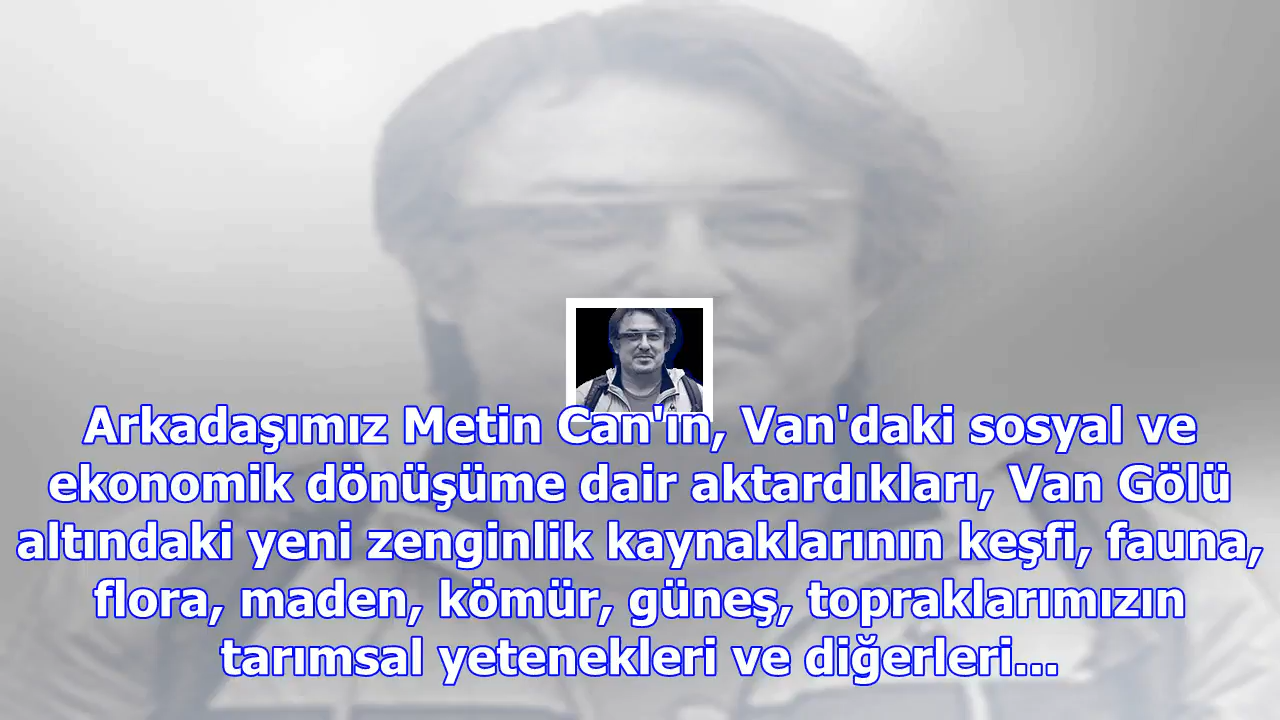 Arkadaşımız Metin Can'ın, Van'daki sosyal ve
ekonomik dönüşüme dair aktardıkları, Van Gölü
altındaki yeni zenginlik kaynaklarının keşfi, fauna,
flora, maden, kömür, güneş, topraklarımızın
tarımsal yetenekleri ve diğerleri...